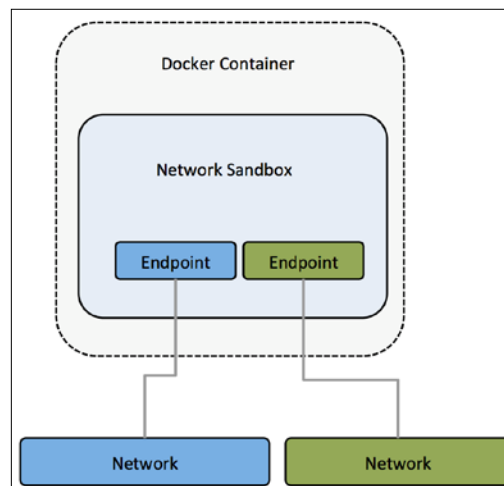 Docker Container
Network Sandbox
Endpoint
Endpoint
Network
Network